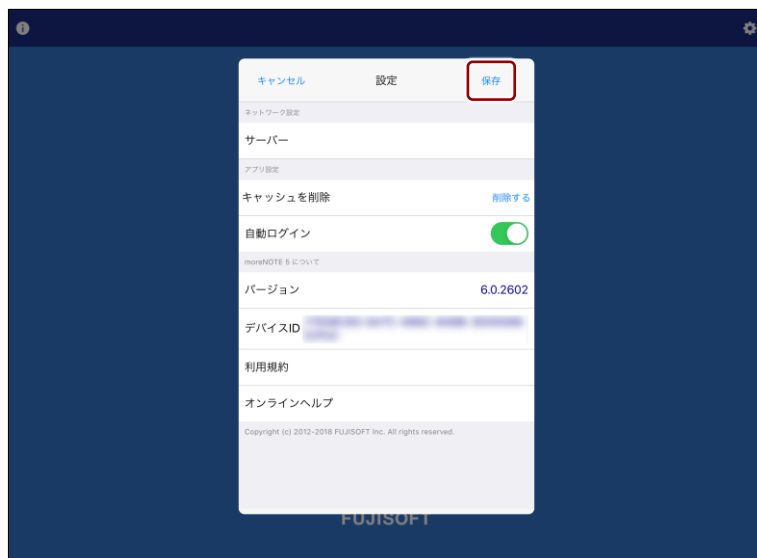 キャンセル 設定 保存
ネットワーク設定
サーバー
アプリ設定
キャッシュを削除 削除する
自動ログイン
moreNOTE 5 について
バージョン 6.0.2602
デバイスID
利用規約
オンラインヘルプ
Copyright (c) 2012-2018 FUJISOFT Inc. All rights reserved.
FUJISOFT